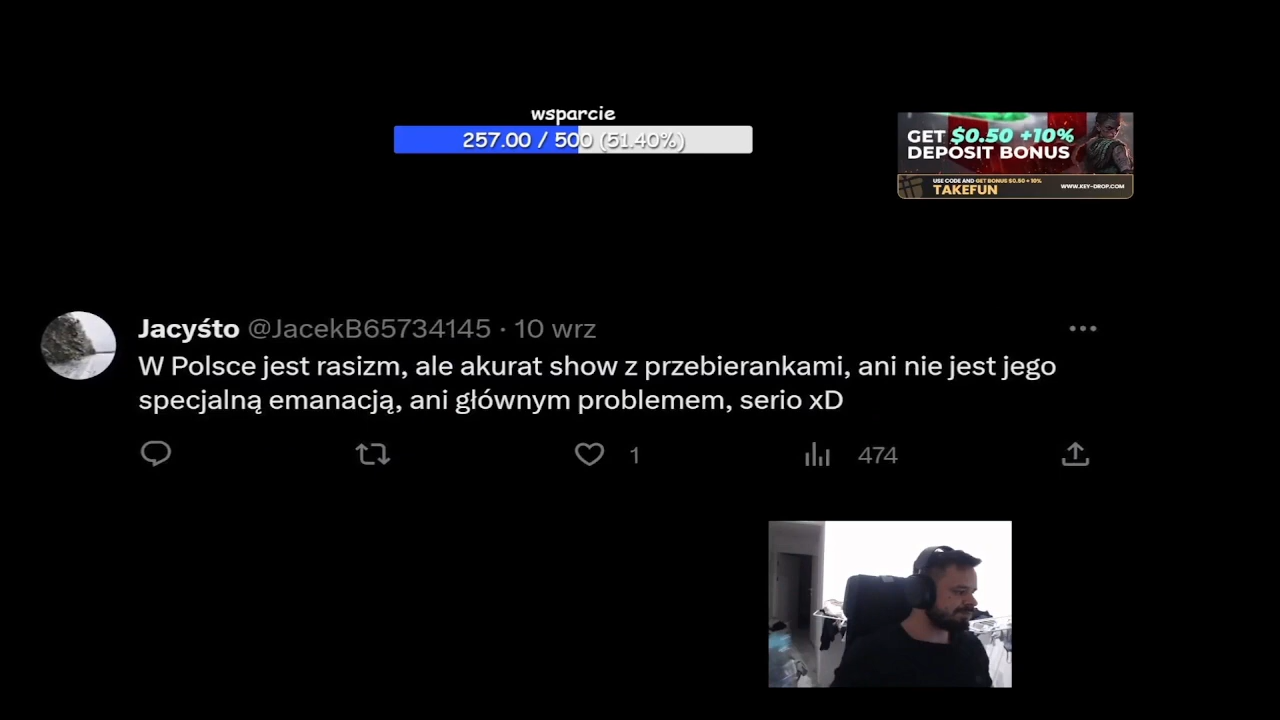 wsparcie
257.00 / 500 (51.40%)
GET $0.50 +10%
DEPOSIT BONUS
USE CODE AND GET BONUS $0.50 + 10%
TAKEFUN
WWW.KEY-DROP.COM
Jacyśto @JacekB65734145 · 10 wrz
W Polsce jest rasizm, ale akurat show z przebierankami, ani nie jest jego
specjalną emanacją, ani głównym problemem, serio xD
1
474